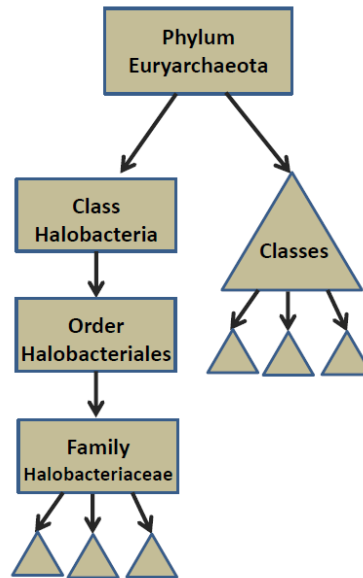 Phylum
Euryarchaeota
Class
Halobacteria
Classes
Order
Halobacteriales
Family
Halobacteriaceae